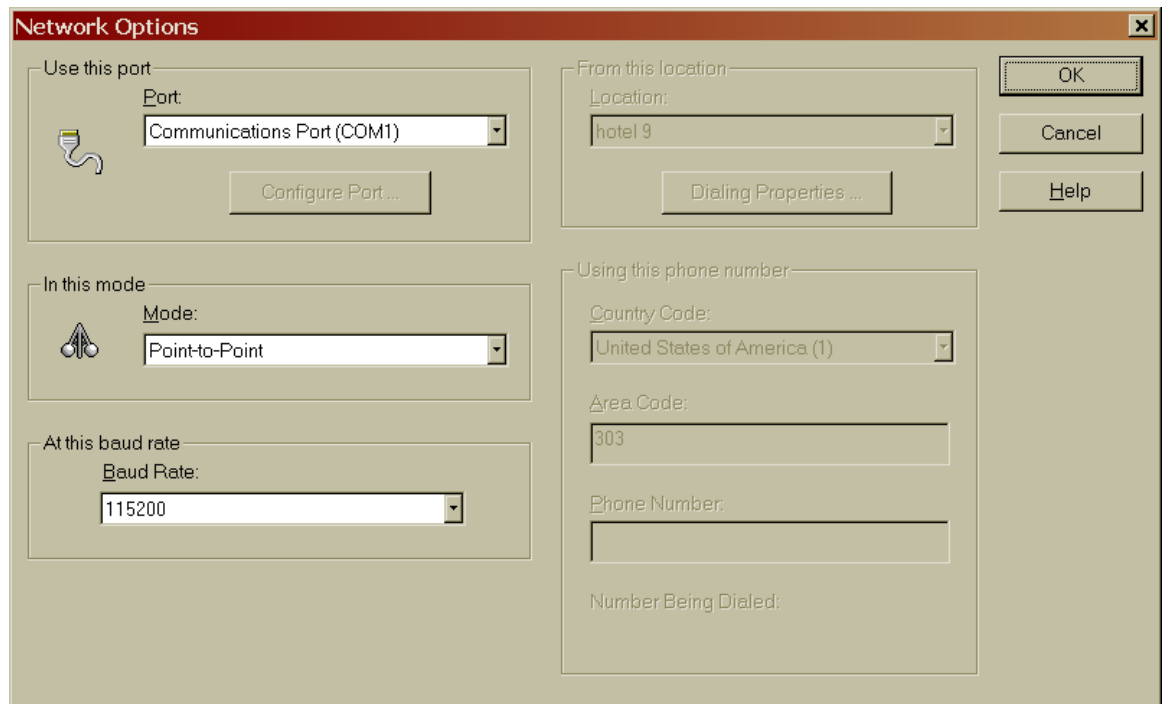 Network Options
Use this port
Port:
Communications Port (COM1)
Configure Port ...
In this mode
Mode:
Point-to-Point
At this baud rate
Baud Rate:
115200
From this location
Location:
hotel 9
Dialing Properties ...
Using this phone number
Country Code:
United States of America (1)
Area Code:
303
Phone Number:
Number Being Dialed:
OK
Cancel
Help